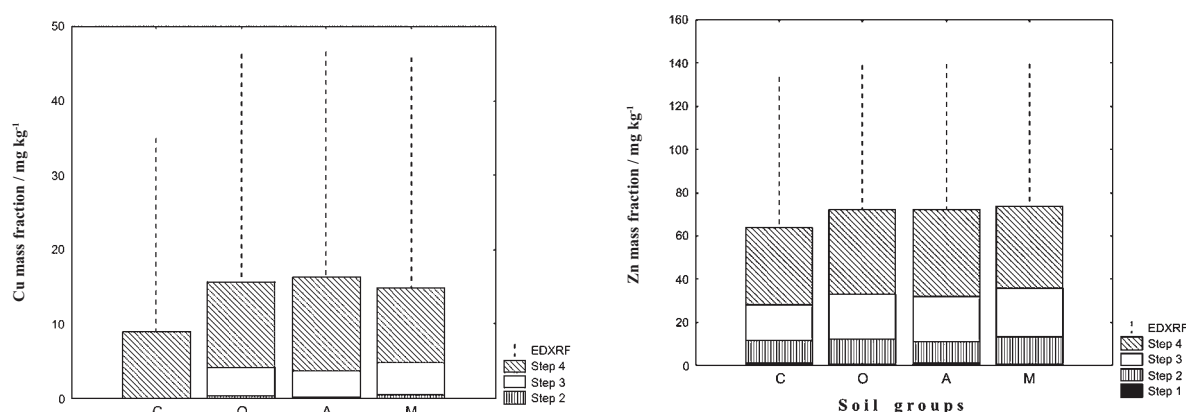 Cu mass fraction / mg kg-1
50
40
30
20
10
0
C O A M
EDXRF
Step 4
Step 3
Step 2
Zn mass fraction / mg kg-1
160
140
120
100
80
60
40
20
0
C O A M
Soil groups
EDXRF
Step 4
Step 3
Step 2
Step 1